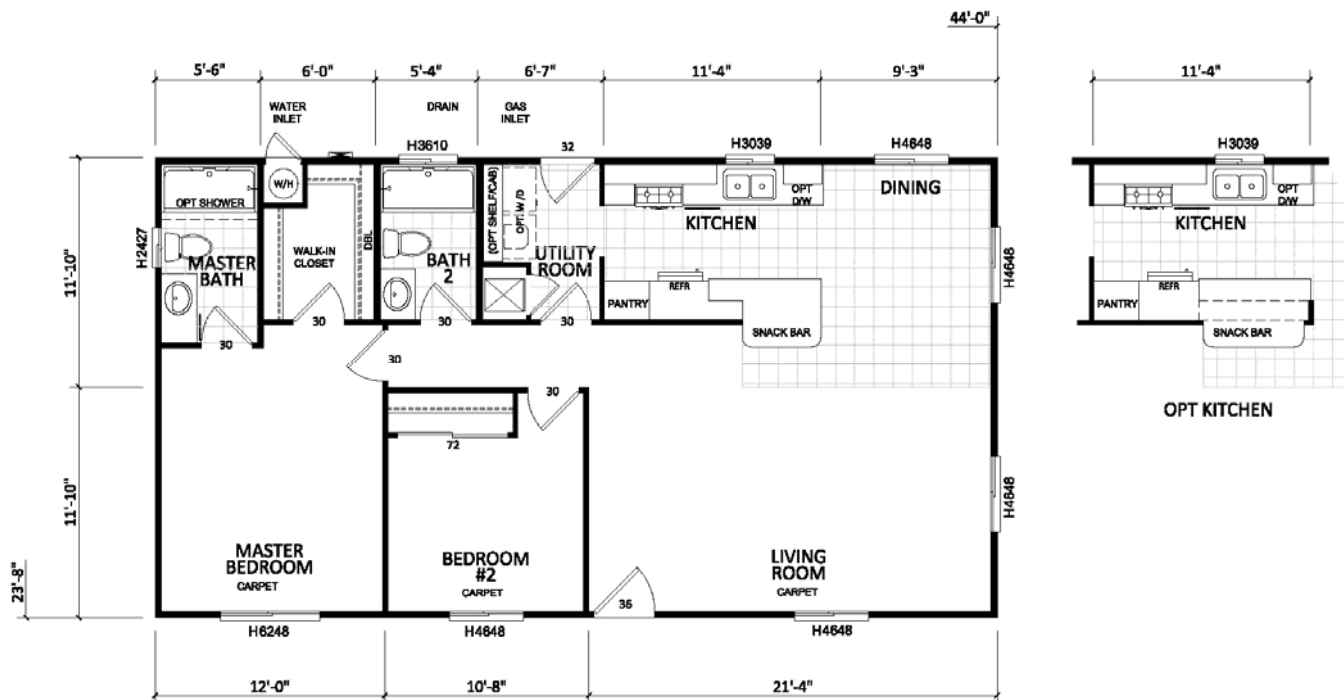 44'-0"
5'-6"
6'-0"
5'-4"
6'-7"
11'-4"
9'-3"
11'-4"
WATER
INLET
DRAIN
GAS
INLET
H3610
32
H3039
H4648
H3039
W/H
OPT SHOWER
(OPT SHELF/CAB)
OPT. W/D
OPT
D/W
DINING
OPT
D/W
KITCHEN
KITCHEN
H2427
MASTER
BATH
WALK-IN
CLOSET
DBL
BATH
2
UTILITY
ROOM
H4648
11'-10"
REFR
PANTRY
SNACK BAR
REFR
PANTRY
SNACK BAR
30
30
30
30
30
30
OPT KITCHEN
72
11'-10"
H4648
23'-8"
MASTER
BEDROOM
CARPET
BEDROOM
#2
CARPET
LIVING
ROOM
CARPET
36
H6248
H4648
H4648
12'-0"
10'-8"
21'-4"